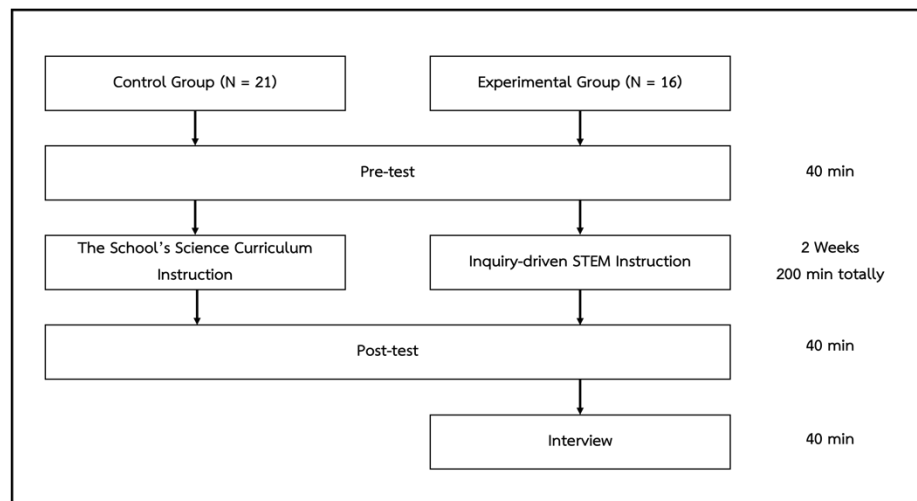 Control Group (N = 21)
Experimental Group (N = 16)
Pre-test
40 min
The School's Science Curriculum
Instruction
Inquiry-driven STEM Instruction
2 Weeks
200 min totally
Post-test
40 min
Interview
40 min